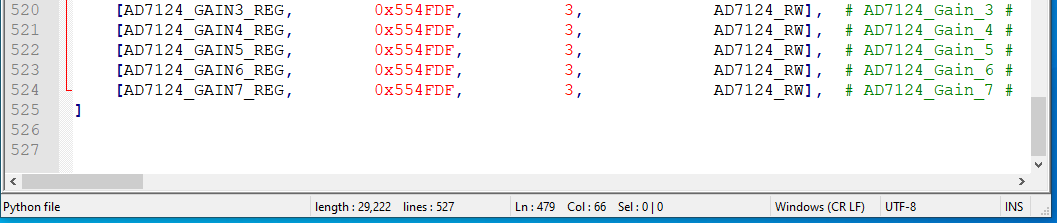 520 [AD7124_GAIN3_REG, 0x554FDF, 3, AD7124_RW], # AD7124_Gain_3 #
521 [AD7124_GAIN4_REG, 0x554FDF, 3, AD7124_RW], # AD7124_Gain_4 #
522 [AD7124_GAIN5_REG, 0x554FDF, 3, AD7124_RW], # AD7124_Gain_5 #
523 [AD7124_GAIN6_REG, 0x554FDF, 3, AD7124_RW], # AD7124_Gain_6 #
524 [AD7124_GAIN7_REG, 0x554FDF, 3, AD7124_RW], # AD7124_Gain_7 #
525 ]
526
527
Python file length : 29,222 lines : 527 Ln : 479 Col : 66 Sel : 0 | 0 Windows (CR LF) UTF-8 INS